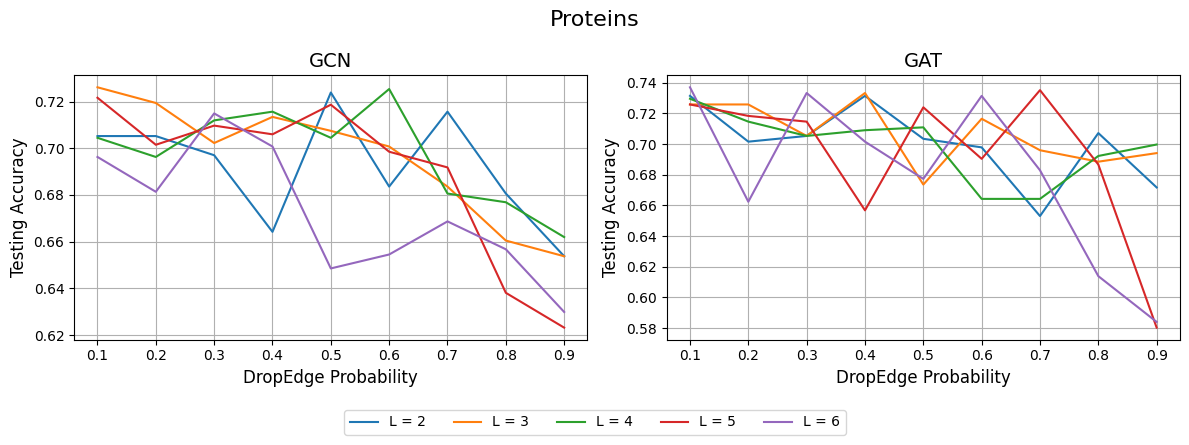 Proteins
GCN
Testing Accuracy
0.72
0.70
0.68
0.66
0.64
0.62
0.1 0.2 0.3 0.4 0.5 0.6 0.7 0.8 0.9
DropEdge Probability
GAT
Testing Accuracy
0.74
0.72
0.70
0.68
0.66
0.64
0.62
0.60
0.58
0.1 0.2 0.3 0.4 0.5 0.6 0.7 0.8 0.9
DropEdge Probability
L = 2 L = 3 L = 4 L = 5 L = 6